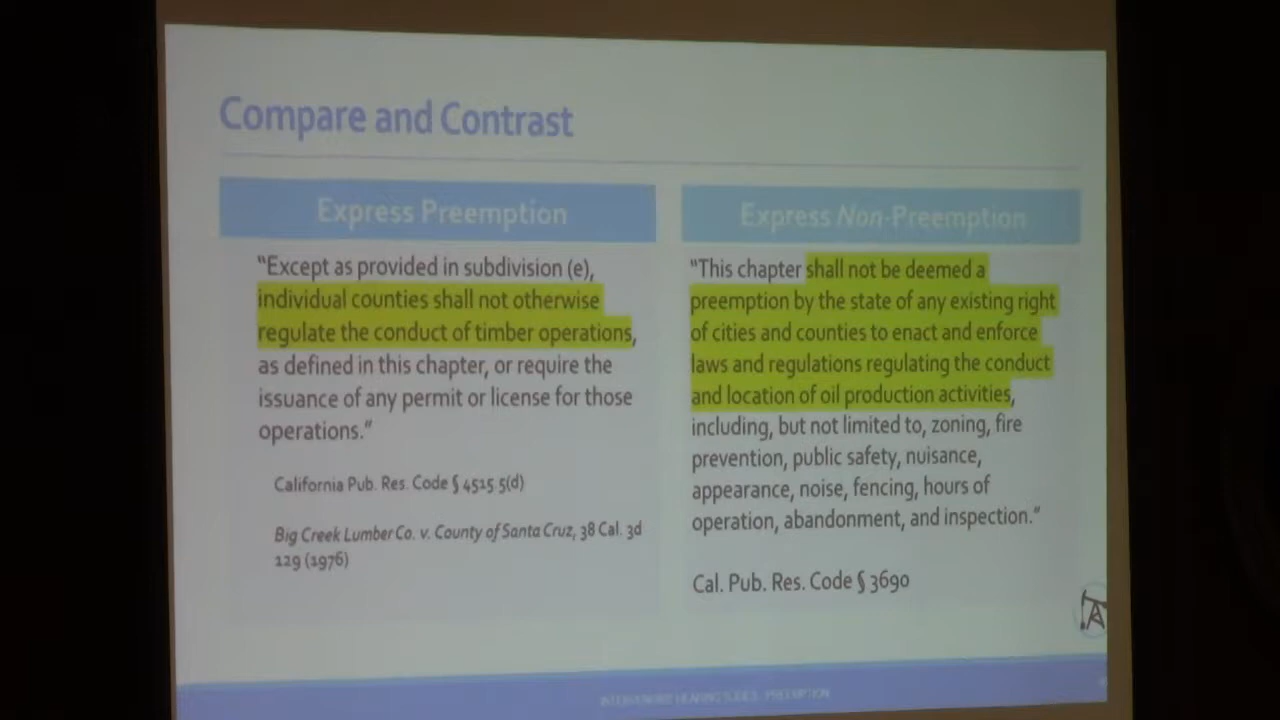 Compare and Contrast
Express Preemption
"Except as provided in subdivision (e),
individual counties shall not otherwise
regulate the conduct of timber operations,
as defined in this chapter, or require the
issuance of any permit or license for those
operations."
California Pub. Res. Code § 4515 5(d)
Big Creek Lumber Co. v. County of Santa Cruz, 38 Cal. 3d
129 (1976)
Express Non-Preemption
"This chapter shall not be deemed a
preemption by the state of any existing right
of cities and counties to enact and enforce
laws and regulations regulating the conduct
and location of oil production activities,
including, but not limited to, zoning, fire
prevention, public safety, nuisance,
appearance, noise, fencing, hours of
operation, abandonment, and inspection."
Cal. Pub. Res. Code § 3690
PREEMPTION